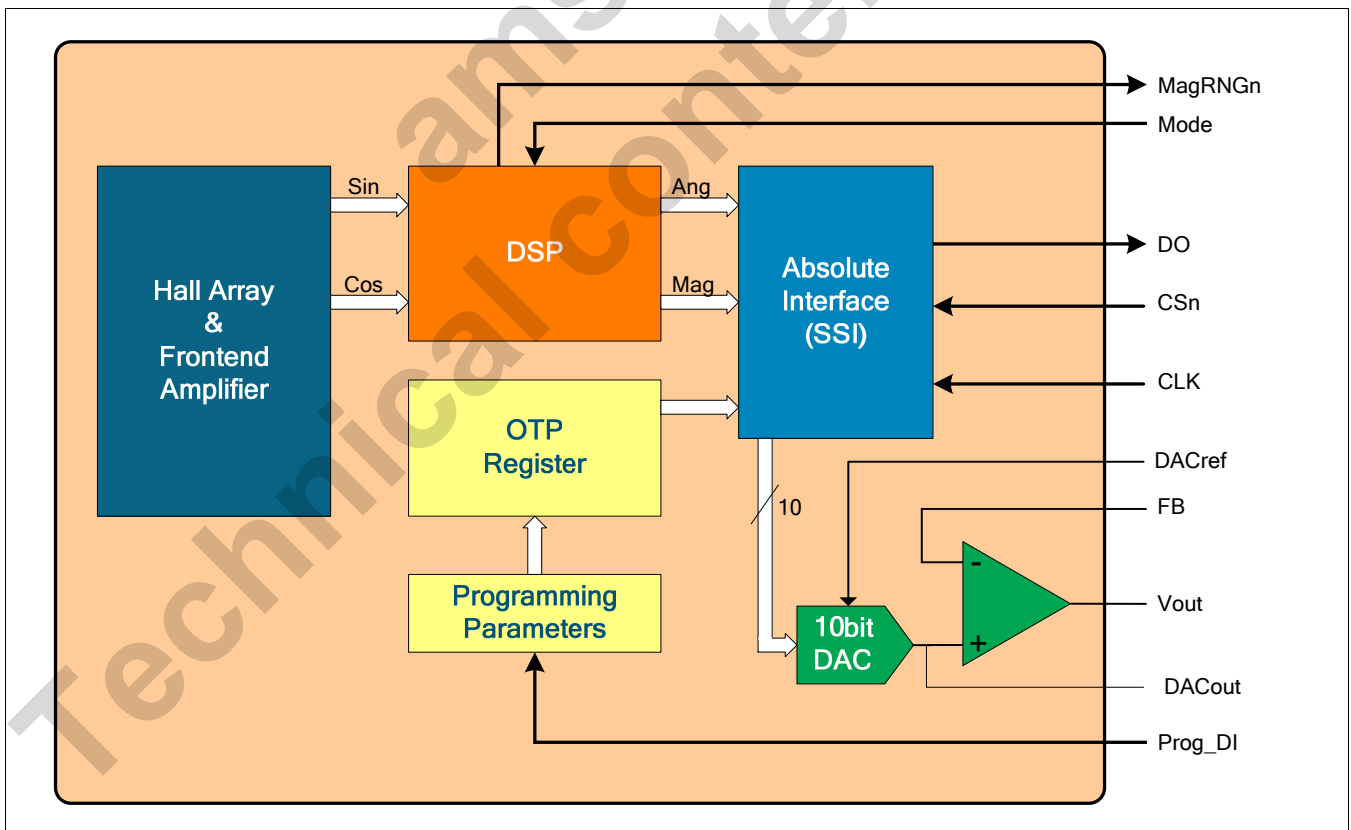 MagRNGn
Mode
Sin
Cos
Ang
Mag
Hall Array
&
Frontend
Amplifier
DSP
Absolute
Interface
(SSI)
DO
CSn
CLK
OTP
Register
DACref
FB
10
Programming
Parameters
10bit
DAC
-
+
Vout
DACout
Prog_DI
ams
Technical conte